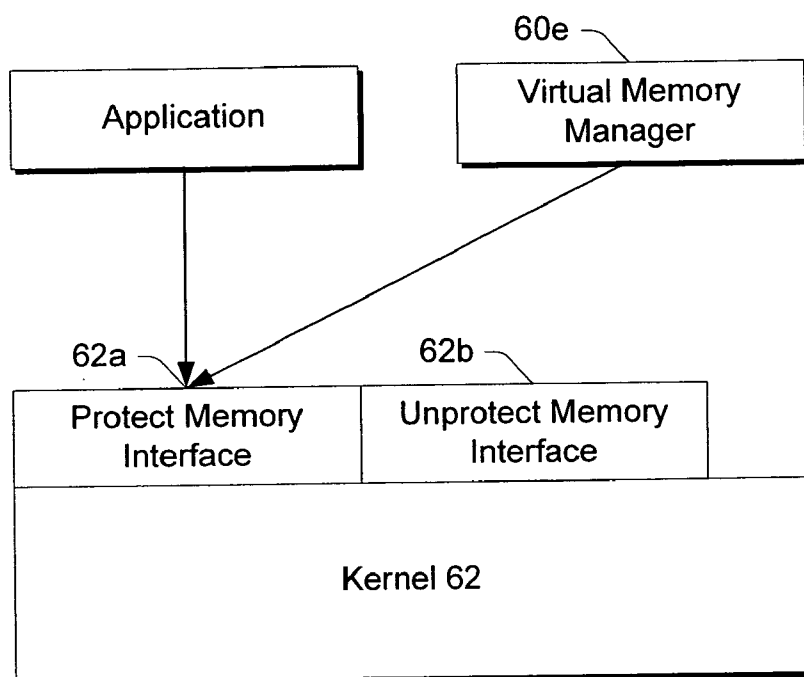 60e
Application
Virtual Memory
Manager
62a
62b
Protect Memory
Interface
Unprotect Memory
Interface
Kernel 62